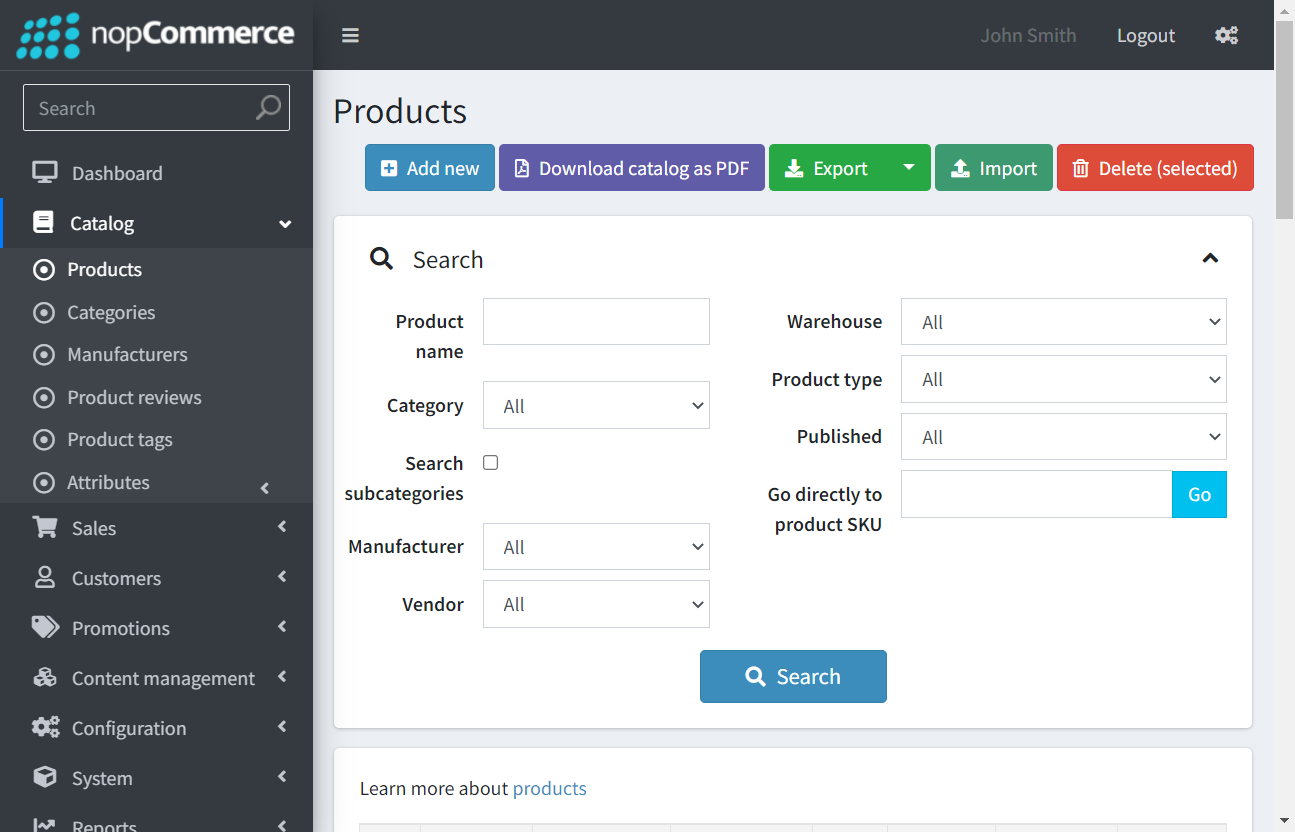 nopCommerce
John Smith
Logout
Search
Dashboard
Catalog
Products
Categories
Manufacturers
Product reviews
Product tags
Attributes
Sales
Customers
Promotions
Content management
Configuration
System
Reports
Products
Add new
Download catalog as PDF
Export
Import
Delete (selected)
Search
Product
name
Category
All
Search
subcategories
Manufacturer
All
Vendor
All
Warehouse
All
Product type
All
Published
All
Go directly to
product SKU
Go
Search
Learn more about products